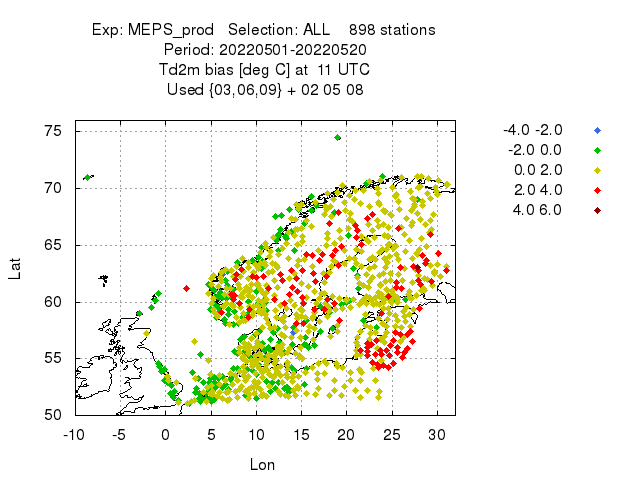 Exp: MEPS_prod   Selection: ALL    898 stations
Period: 20220501-20220520
Td2m bias [deg C] at  11 UTC
Used {03,06,09} + 02 05 08
-4.0 -2.0
-2.0  0.0
0.0  2.0
2.0  4.0
4.0  6.0
Lat
75
70
65
60
55
50
-10 -5 0 5 10 15 20 25 30
Lon